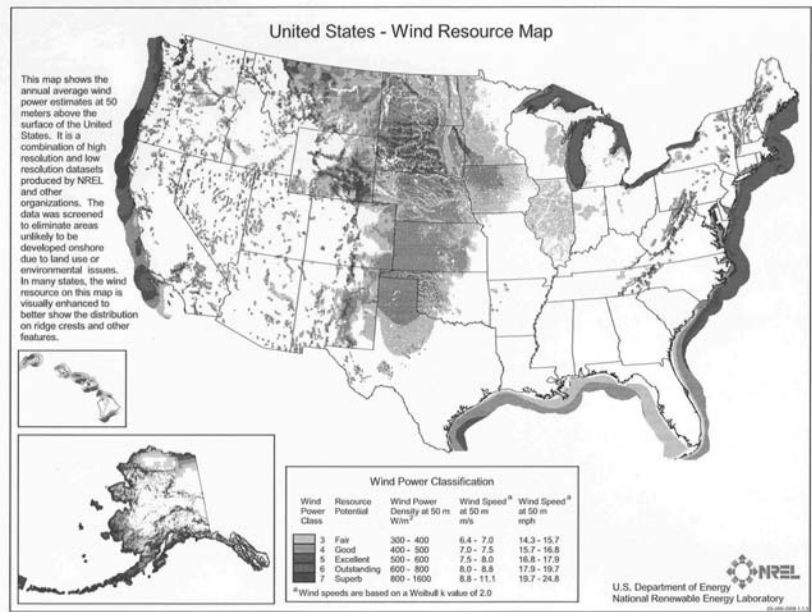 United States - Wind Resource Map
This map shows the
annual average wind
power estimates at 50
meters above the
surface of the United
States. It is a
combination of high
resolution and low
resolution datasets
produced by NREL
and other
organizations. The
data was screened
to eliminate areas
unlikely to be
developed onshore
due to land use or
environmental issues.
In many states, the wind
resource on this map is
visually enhanced to
better show the distribution
on ridge crests and other
features.
Wind Power Classification
Wind Resource Wind Power Wind Speed a Wind Speed a
Power Potential Density at 50 m at 50 m at 50 m
Class W/m² m/s mph
3 Fair 300 - 400 6.4 - 7.0 14.3 - 15.7
4 Good 400 - 500 7.0 - 7.5 15.7 - 16.8
5 Excellent 500 - 600 7.5 - 8.0 16.8 - 17.9
6 Outstanding 600 - 800 8.0 - 8.8 17.9 - 19.7
7 Superb 800 - 1600 8.8 - 11.1 19.7 - 24.8
a Wind speeds are based on a Weibull k value of 2.0
NREL
U.S. Department of Energy
National Renewable Energy Laboratory